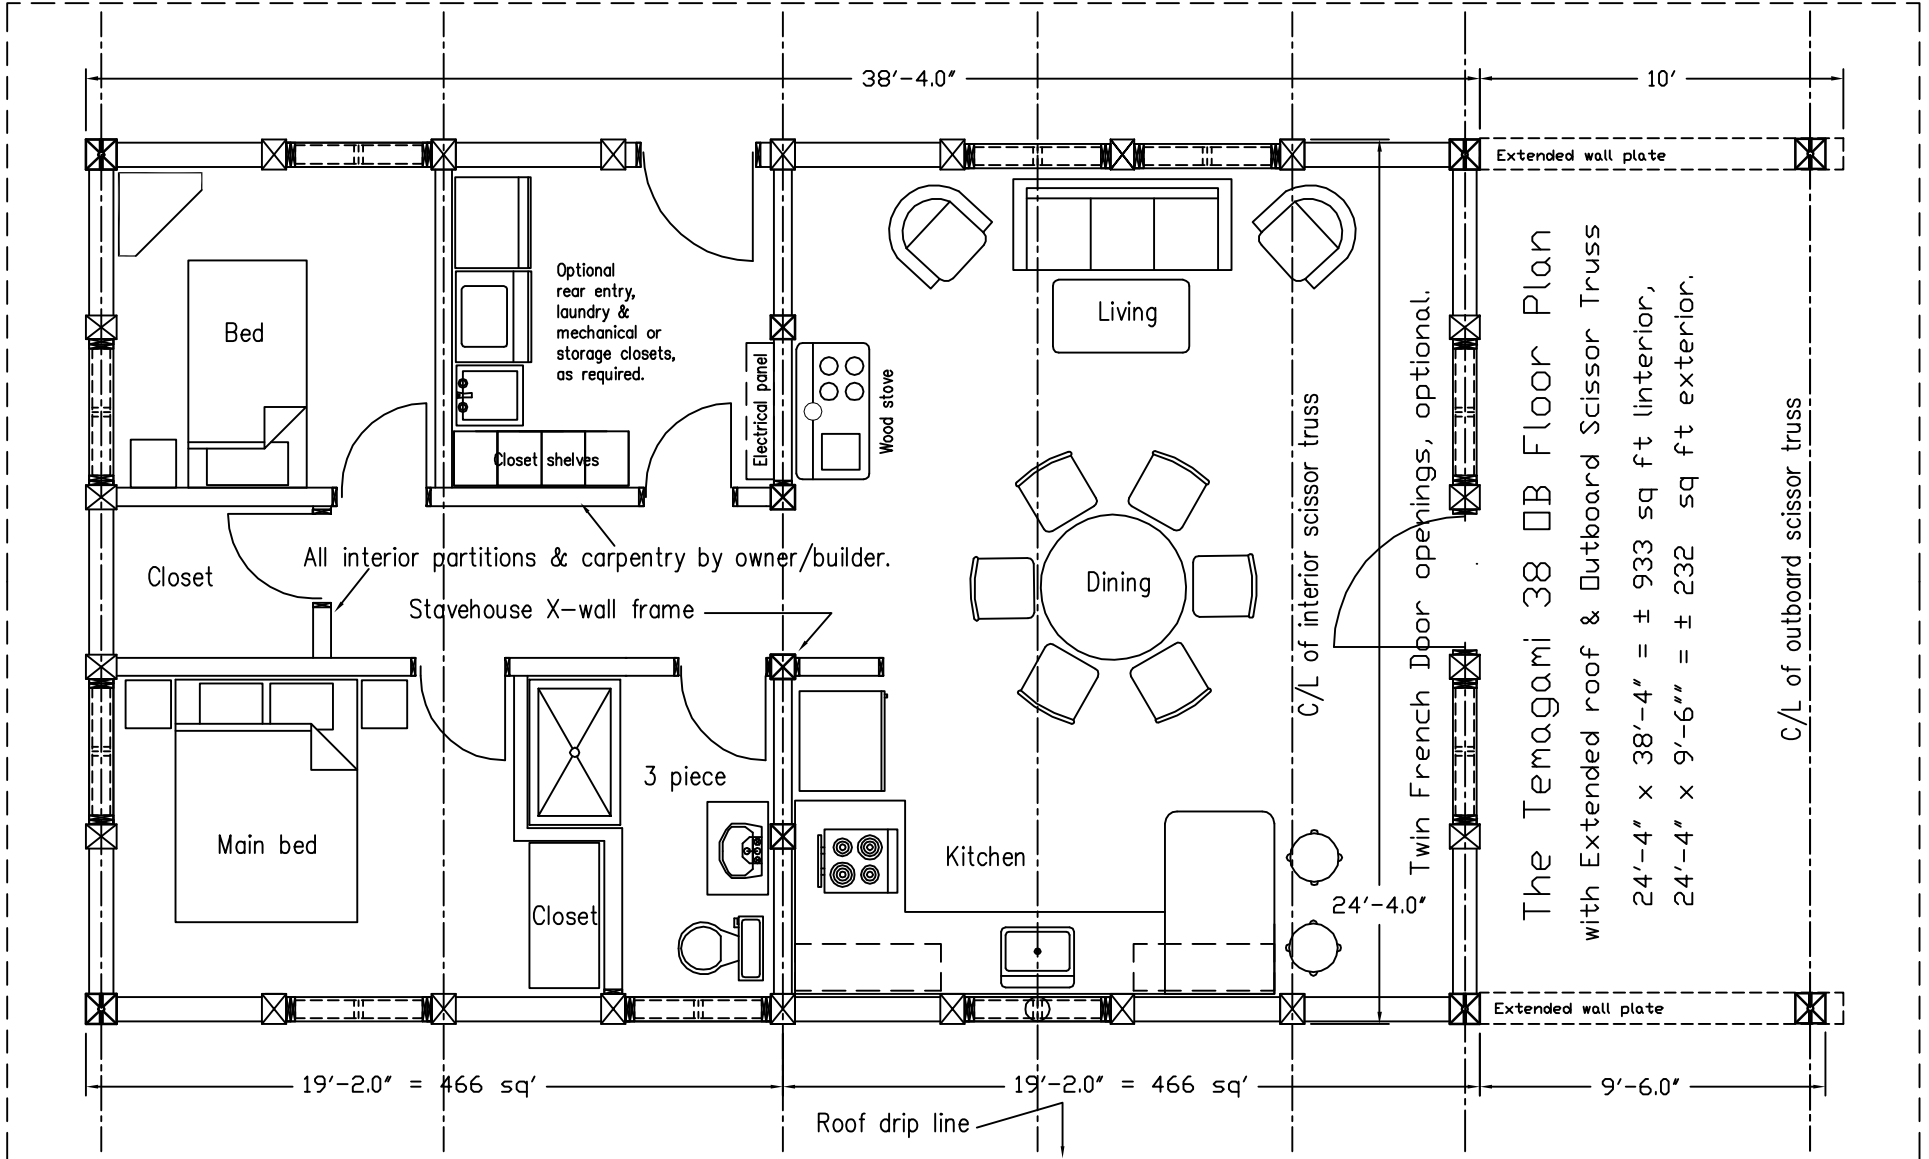 38'-4.0"
10'
Extended wall plate
Bed
Optional
rear entry,
laundry &
mechanical or
storage closets,
as required.
Electrical panel
Wood stove
Closet shelves
Living
All interior partitions & carpentry by owner/builder.
Closet
Stavehouse X-wall frame
Dining
C/L of interior scissor truss
Twin French Door openings, optional.
The Temagami 38 OB Floor Plan
with Extended roof & Outboard Scissor Truss
24'-4" x 38'-4" = ± 933 sq ft linterior,
24'-4" x 9'-6"" = ± 232 sq ft exterior.
C/L of outboard scissor truss
3 piece
Main bed
Kitchen
Closet
24'-4.0"
Extended wall plate
19'-2.0" = 466 sq'
19'-2.0" = 466 sq'
9'-6.0"
Roof drip line